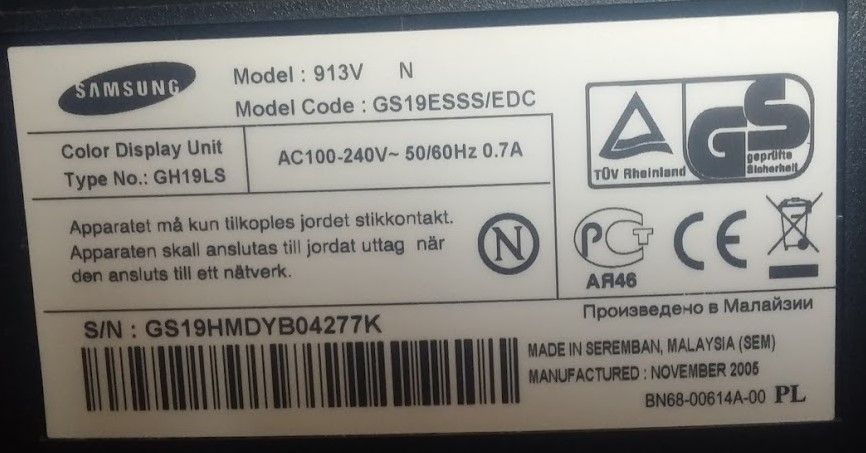 SAMSUNG
Model : 913V N
Model Code : GS19ESSS/EDC
Color Display Unit
Type No.: GH19LS
AC100-240V~ 50/60Hz 0.7A
TÜV Rheinland
GS
geprüfte
Sicherheit
Apparatet må kun tilkoples jordet stikkontakt.
Apparaten skall anslutas till jordat uttag när
den ansluts till ett nätverk.
N
PCT
CE
АЯ46
Произведено в Малайзии
S/N : GS19HMDYB04277K
MADE IN SEREMBAN, MALAYSIA (SEM)
MANUFACTURED : NOVEMBER 2005
BN68-00614A-00 PL